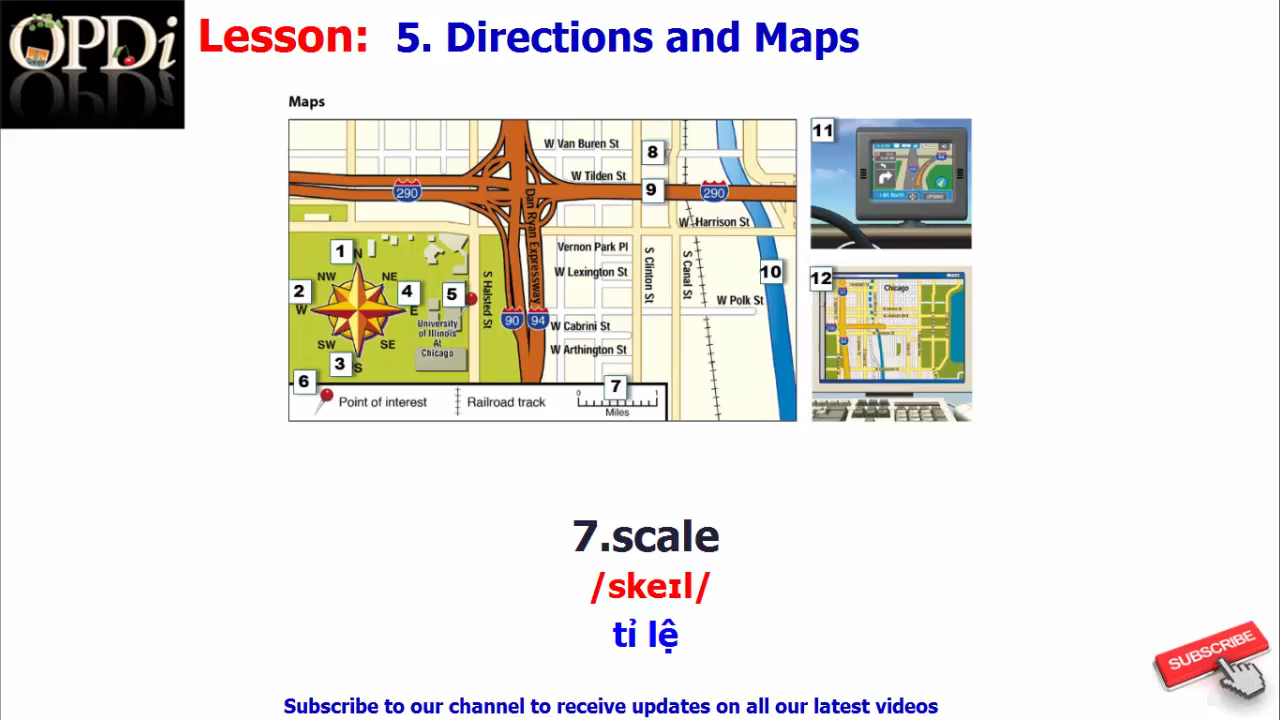 OPDi
Lesson: 5. Directions and Maps
Maps
W Van Buren St
8
W Tilden St
290
9
290
Dan Ryan Expressway
W Harrison St
Vernon Park Pl
W Lexington St
S Halsted St
S Clinton St
S Canal St
10
W Polk St
90
94
W Cabrini St
W Arthington St
1
N
NW
NE
2
4
W
E
5
SW
SE
3
S
University
of Illinois
At
Chicago
6
Point of interest
Railroad track
7
0
1
Miles
11
OPTIONS
12
Chicago
7.scale
/skeɪl/
tỉ lệ
SUBSCRIBE
Subscribe to our channel to receive updates on all our latest videos